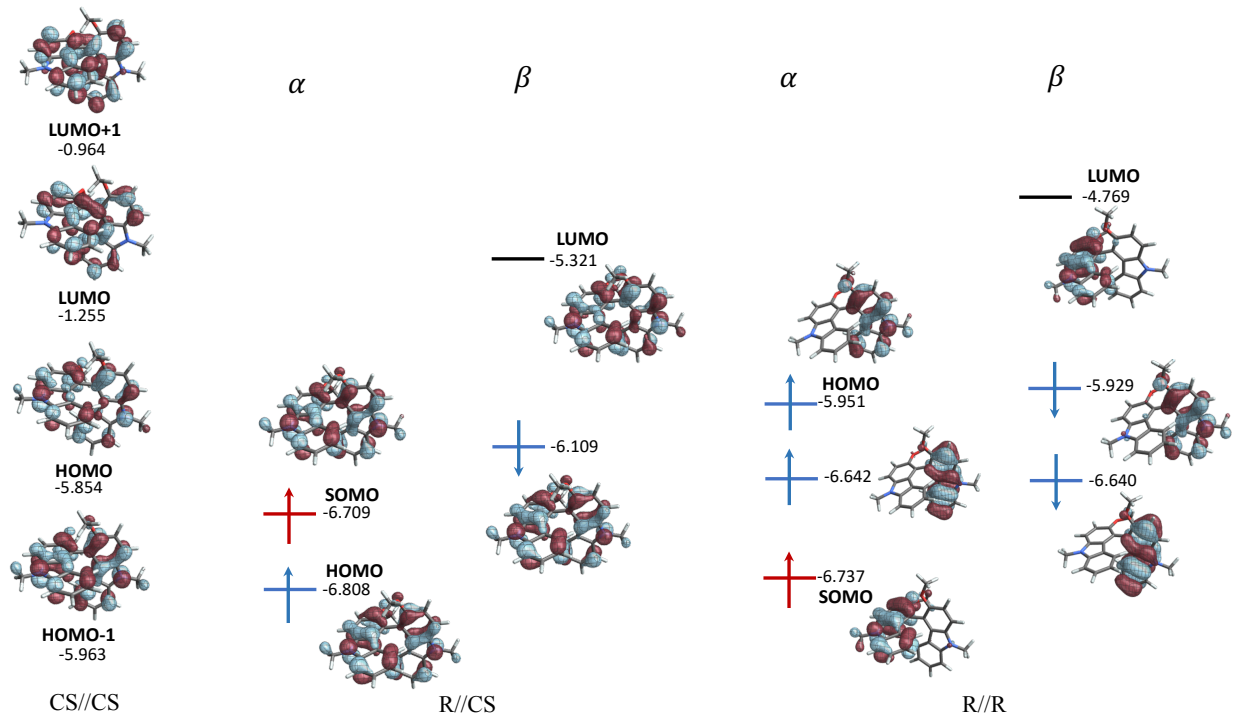 α
β
α
β
LUMO+1
-0.964
LUMO
-1.255
HOMO
-5.854
HOMO-1
-5.963
CS//CS
SOMO
-6.709
HOMO
-6.808
LUMO
-5.321
-6.109
R//CS
HOMO
-5.951
-6.642
-6.737
SOMO
LUMO
-4.769
-5.929
-6.640
R//R